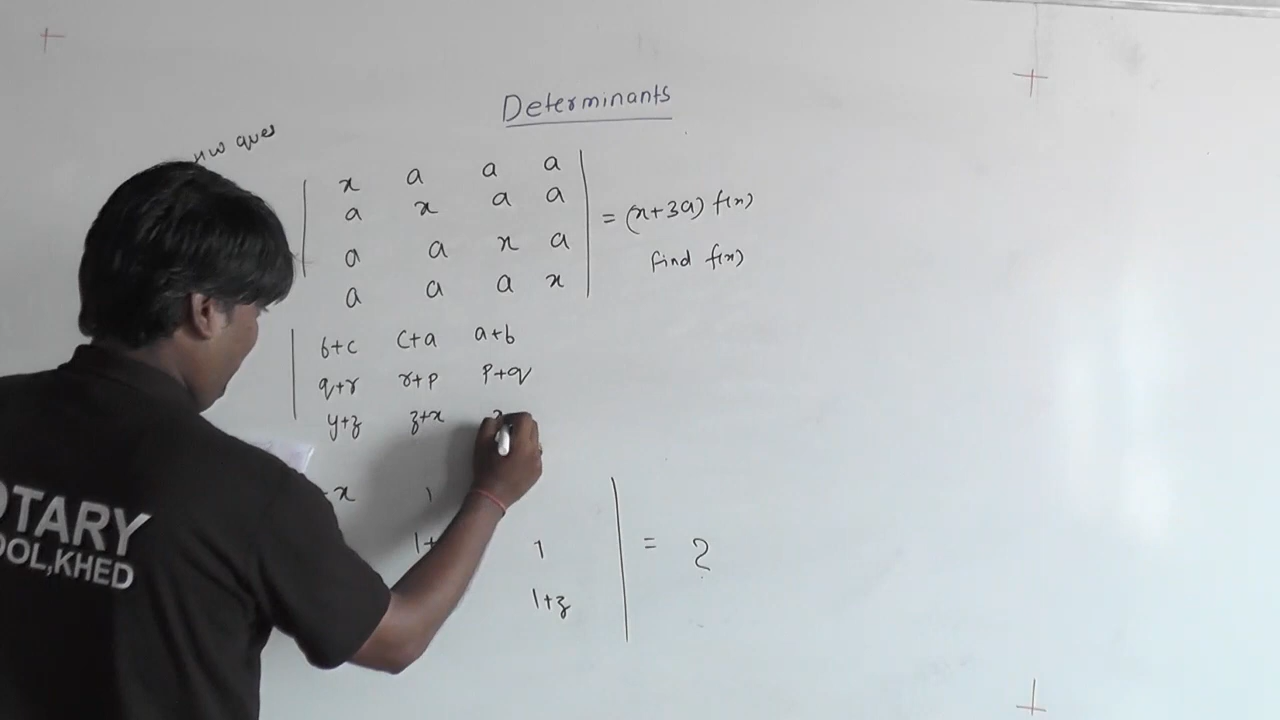 Determinants
HW ques
x a a a
a x a a = (x+3a) f(x)
a a x a find f(x)
a a a x
b+c c+a a+b
q+r r+p p+q
y+z z+x
x 1
1+ 1 = ?
1+z
OTARY
OOL,KHED